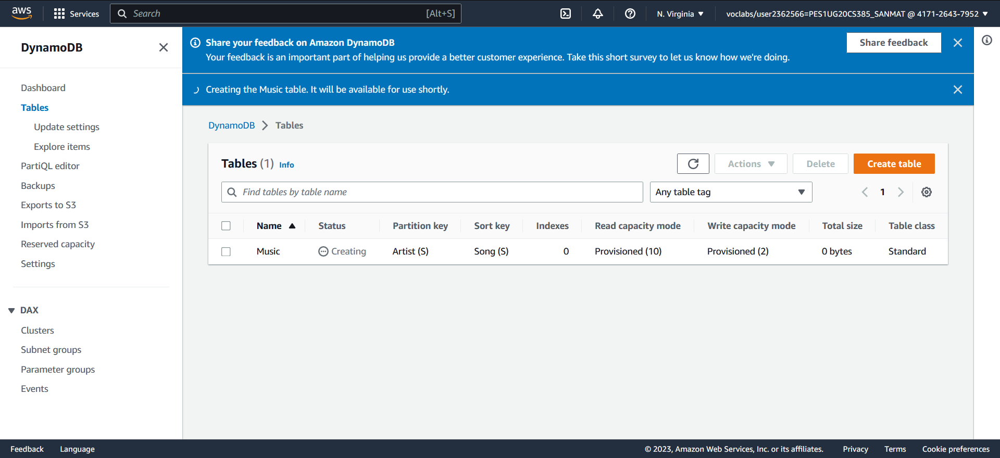 aws
Services
Search [Alt+S]
N. Virginia
voclabs/user2362566=PES1UG20CS385_SANMAT @ 4171-2643-7952
DynamoDB
Dashboard
Tables
Update settings
Explore items
PartiQL editor
Backups
Exports to S3
Imports from S3
Reserved capacity
Settings
DAX
Clusters
Subnet groups
Parameter groups
Events
Share your feedback on Amazon DynamoDB
Your feedback is an important part of helping us provide a better customer experience. Take this short survey to let us know how we're doing.
Share feedback
Creating the Music table. It will be available for use shortly.
DynamoDB Tables
Tables (1) Info
Actions Delete Create table
Find tables by table name Any table tag 1
Name Status Partition key Sort key Indexes Read capacity mode Write capacity mode Total size Table class
Music Creating Artist (S) Song (S) 0 Provisioned (10) Provisioned (2) 0 bytes Standard
Feedback Language © 2023, Amazon Web Services, Inc. or its affiliates. Privacy Terms Cookie preferences